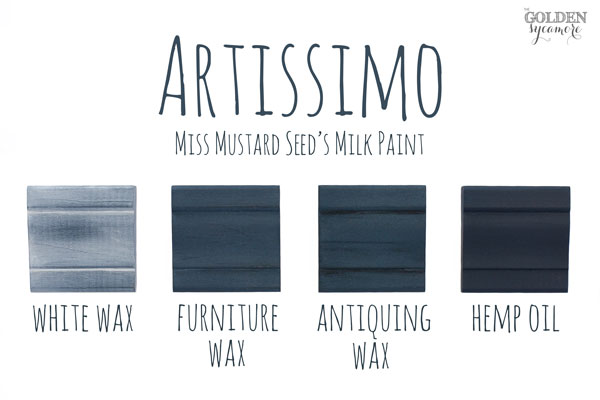 THE
GOLDEN
Sycamore
ARTISSIMO
MISS MUSTARD SEED'S MILK PAINT
WHITE WAX
FURNITURE
WAX
ANTIQUING
WAX
HEMP OIL